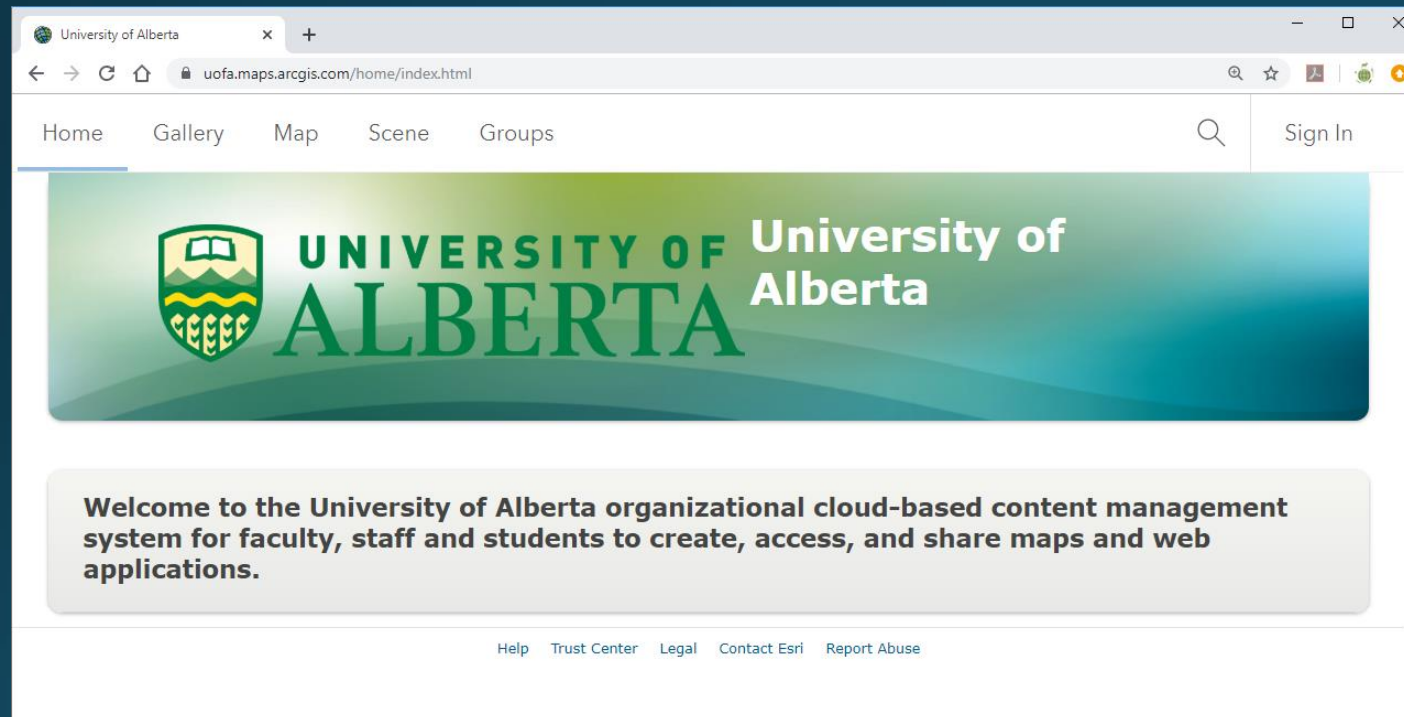 University of Alberta
uofa.maps.arcgis.com/home/index.html
Home Gallery Map Scene Groups Sign In
UNIVERSITY OF
ALBERTA
University of
Alberta
Welcome to the University of Alberta organizational cloud-based content management
system for faculty, staff and students to create, access, and share maps and web
applications.
Help Trust Center Legal Contact Esri Report Abuse